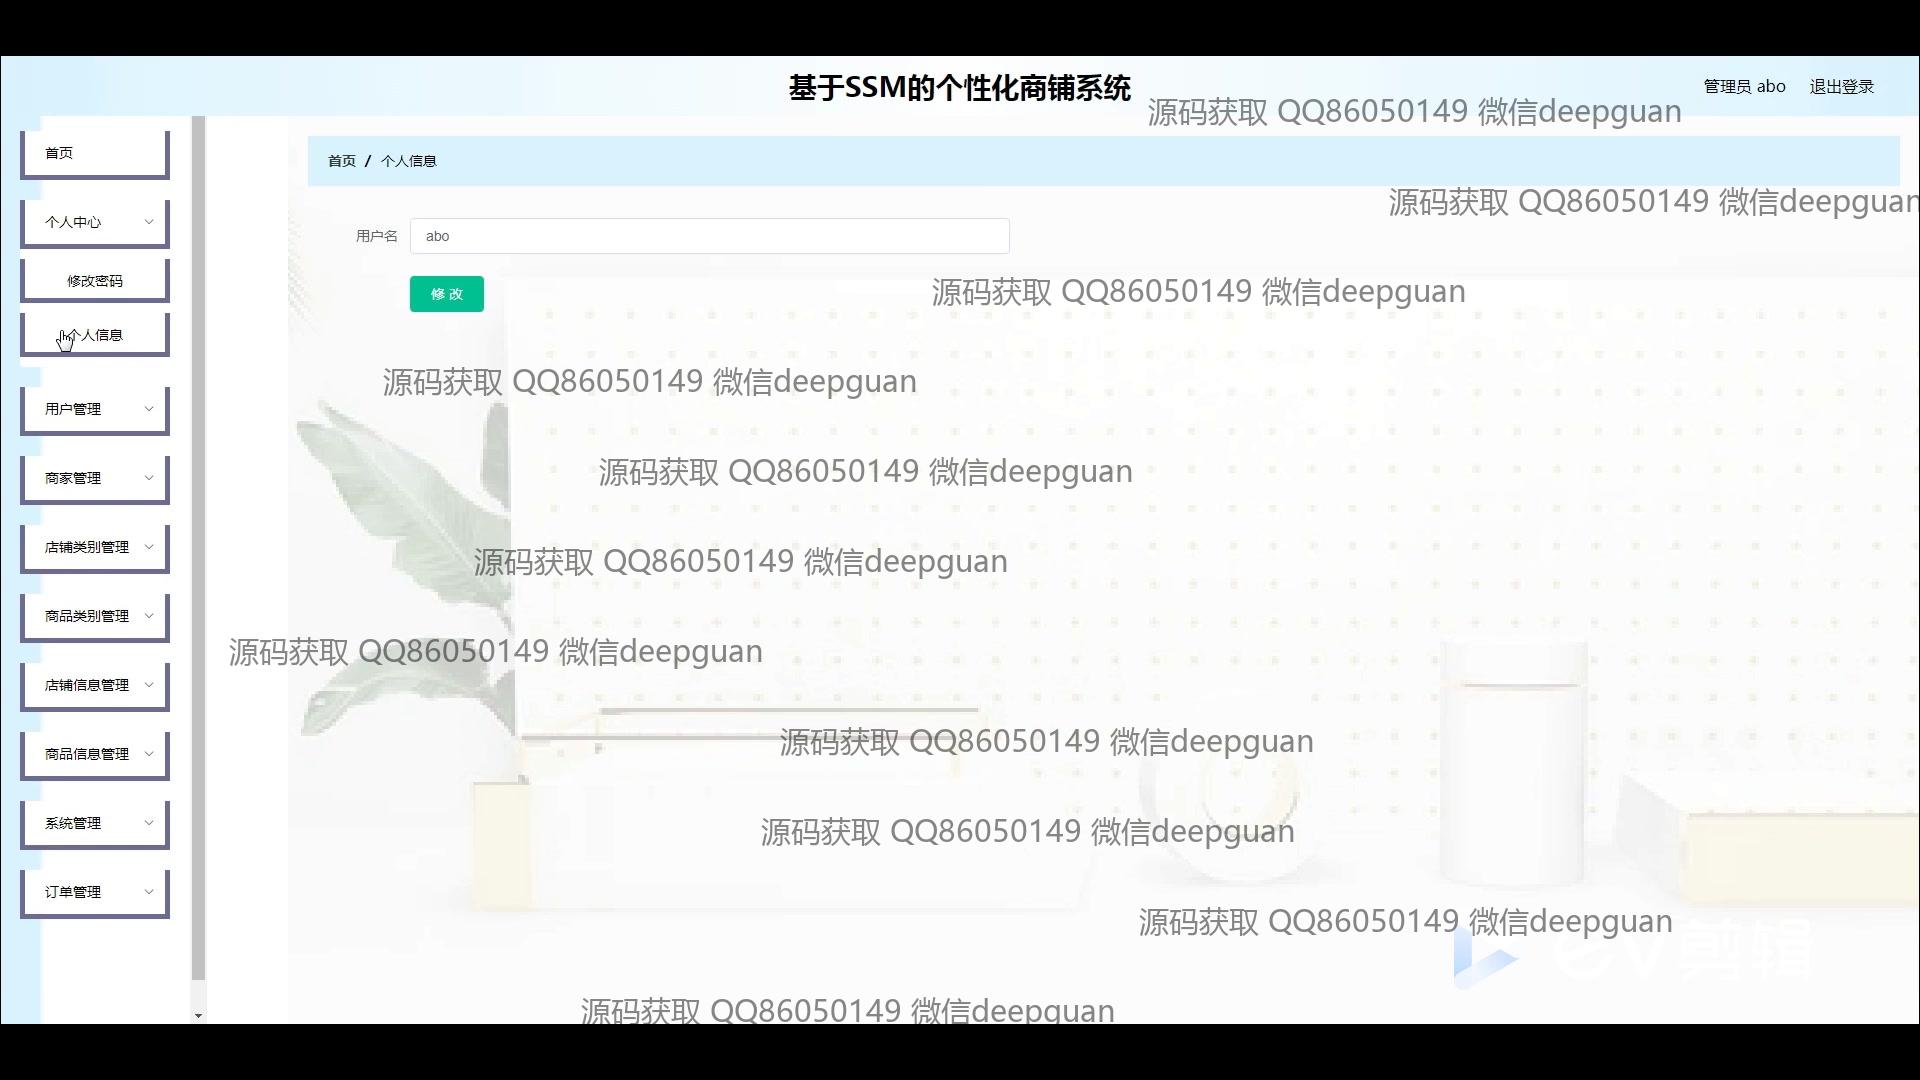 基于SSM的个性化商铺系统
管理员 abo
退出登录
源码获取 QQ86050149 微信deepguan
首页
首页 / 个人信息
源码获取 QQ86050149 微信deepguan
个人中心
用户名
abo
修改密码
修 改
源码获取 QQ86050149 微信deepguan
个人信息
源码获取 QQ86050149 微信deepguan
用户管理
商家管理
源码获取 QQ86050149 微信deepguan
店铺类别管理
源码获取 QQ86050149 微信deepguan
商品类别管理
源码获取 QQ86050149 微信deepguan
店铺信息管理
商品信息管理
源码获取 QQ86050149 微信deepguan
系统管理
源码获取 QQ86050149 微信deepguan
订单管理
源码获取 QQ86050149 微信deepguan
ev剪辑
源码获取 QQ86050149 微信deepguan